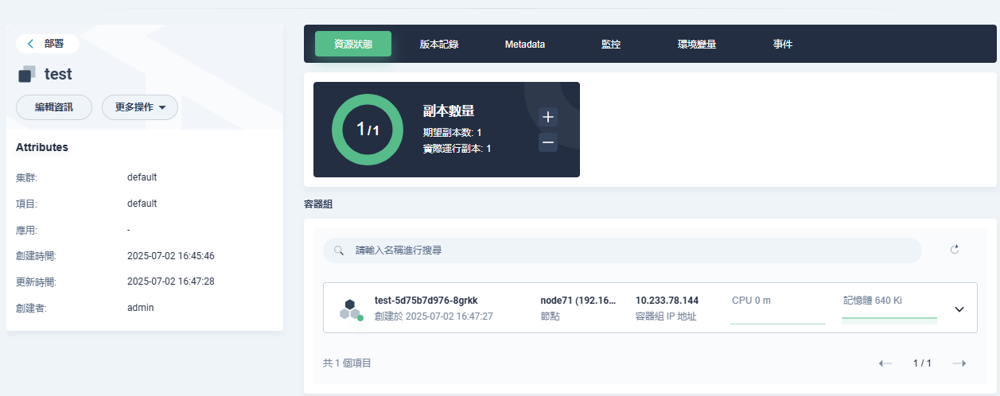 部署
test
編輯資訊
更多操作
Attributes
集群: default
項目: default
應用: -
創建時間: 2025-07-02 16:45:46
更新時間: 2025-07-02 16:47:28
創建者: admin
資源狀態 版本記錄 Metadata 監控 環境變量 事件
1/1
副本數量
期望副本数: 1
實際運行副本: 1
容器組
請輸入名稱進行搜尋
test-5d75b7d976-8grkk
創建於 2025-07-02 16:47:27
node71 (192.16...
節點
10.233.78.144
容器組 IP 地址
CPU 0 m
記憶體 640 Ki
共 1 個項目
1 / 1